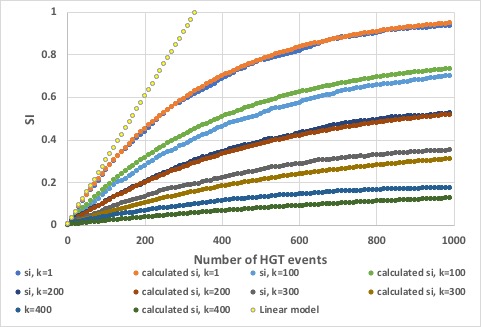 1
0.8
0.6
SI
0.4
0.2
0
0 200 400 600 800 1000
Number of HGT events
si, k=1 calculated si, k=1 si, k=100 calculated si, k=100
si, k=200 calculated si, k=200 si, k=300 calculated si, k=300
k=400 calculated si, k=400 Linear model